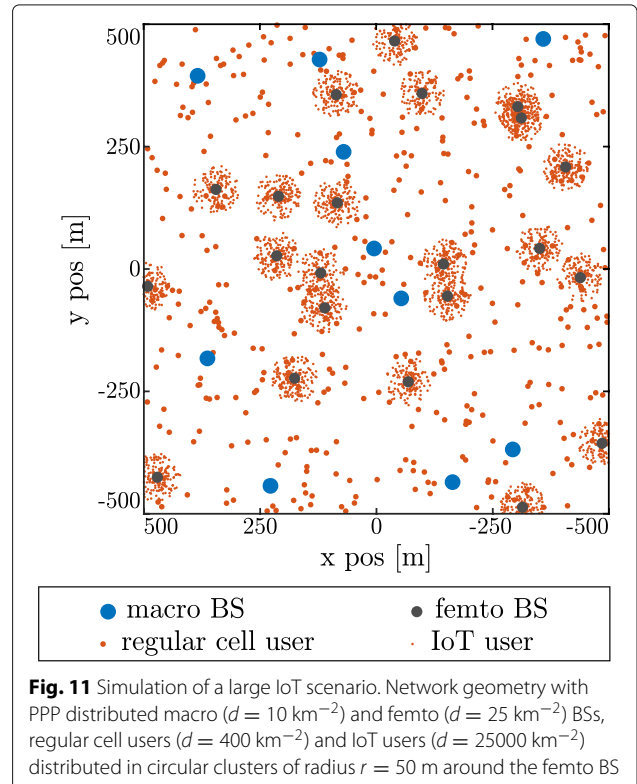 500
250
0
-250
-500
y pos [m]
500 250 0 -250 -500
x pos [m]
macro BS femto BS
regular cell user IoT user
Fig. 11 Simulation of a large IoT scenario. Network geometry with
PPP distributed macro (d = 10 km⁻²) and femto (d = 25 km⁻²) BSs,
regular cell users (d = 400 km⁻²) and IoT users (d = 25000 km⁻²)
distributed in circular clusters of radius r = 50 m around the femto BS